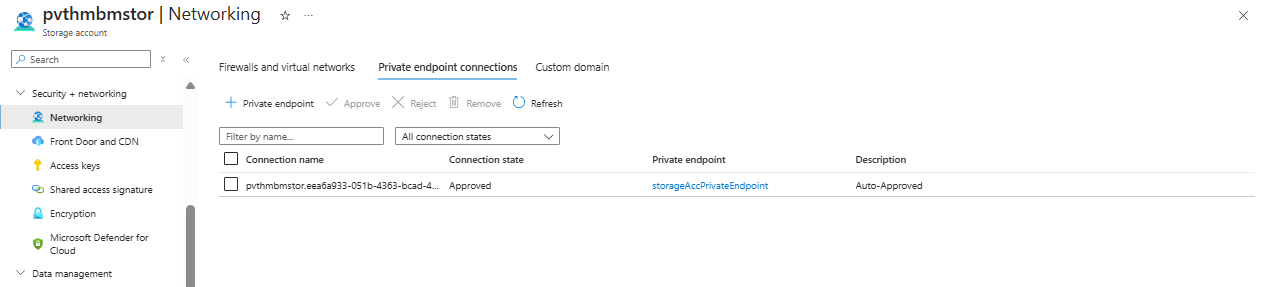 pvthmbmstor | Networking
Storage account
Search
Security + networking
Networking
Front Door and CDN
Access keys
Shared access signature
Encryption
Microsoft Defender for
Cloud
Data management
Firewalls and virtual networks Private endpoint connections Custom domain
Private endpoint Approve Reject Remove Refresh
Filter by name... All connection states
Connection name Connection state Private endpoint Description
pvthmbmstor.eea6a933-051b-4363-bcad-4... Approved storageAccPrivateEndpoint Auto-Approved